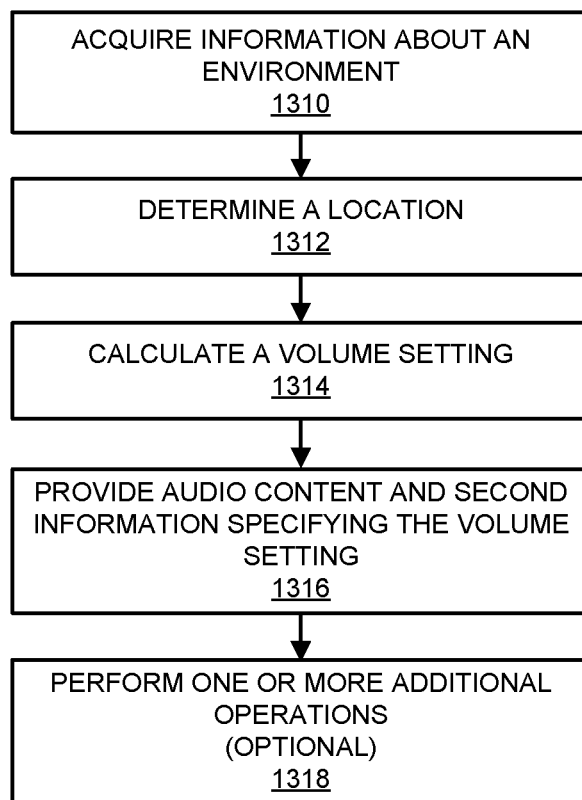 ACQUIRE INFORMATION ABOUT AN
ENVIRONMENT
1310
DETERMINE A LOCATION
1312
CALCULATE A VOLUME SETTING
1314
PROVIDE AUDIO CONTENT AND SECOND
INFORMATION SPECIFYING THE VOLUME
SETTING
1316
PERFORM ONE OR MORE ADDITIONAL
OPERATIONS
(OPTIONAL)
1318